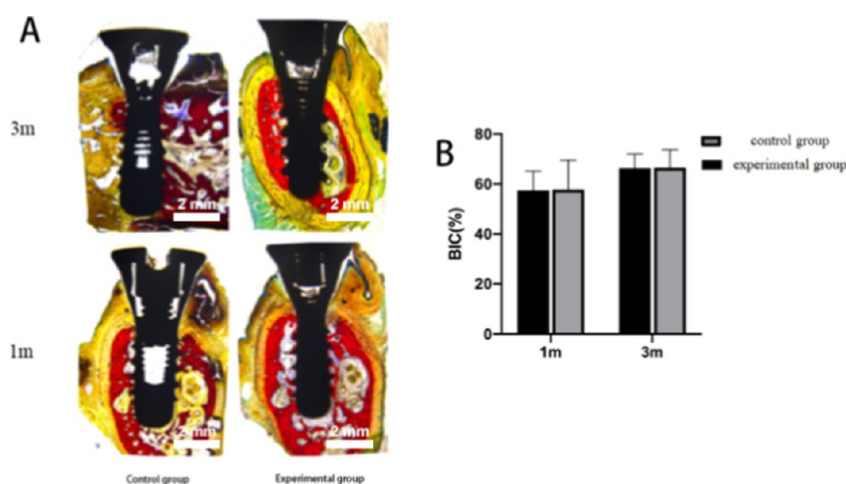 A
3m
2 mm
2 mm
1m
2 mm
2 mm
Control group
Experimental group
B
control group
experimental group
BIC(%)
80
60
40
20
0
1m
3m